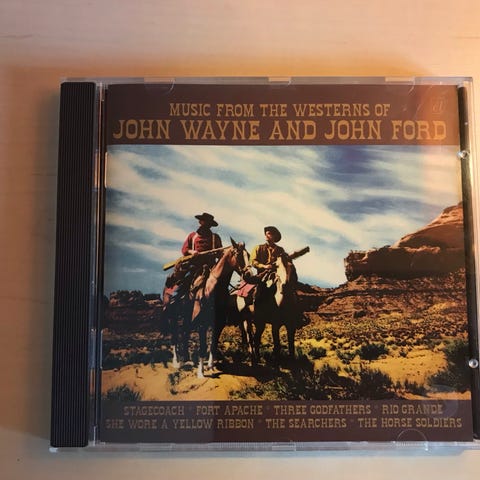 MUSIC FROM THE WESTERNS OF
JOHN WAYNE AND JOHN FORD
STAGECOACH * FORT APACHE * THREE GODFATHERS * RIO GRANDE
SHE WORE A YELLOW RIBBON * THE SEARCHERS * THE HORSE SOLDIERS